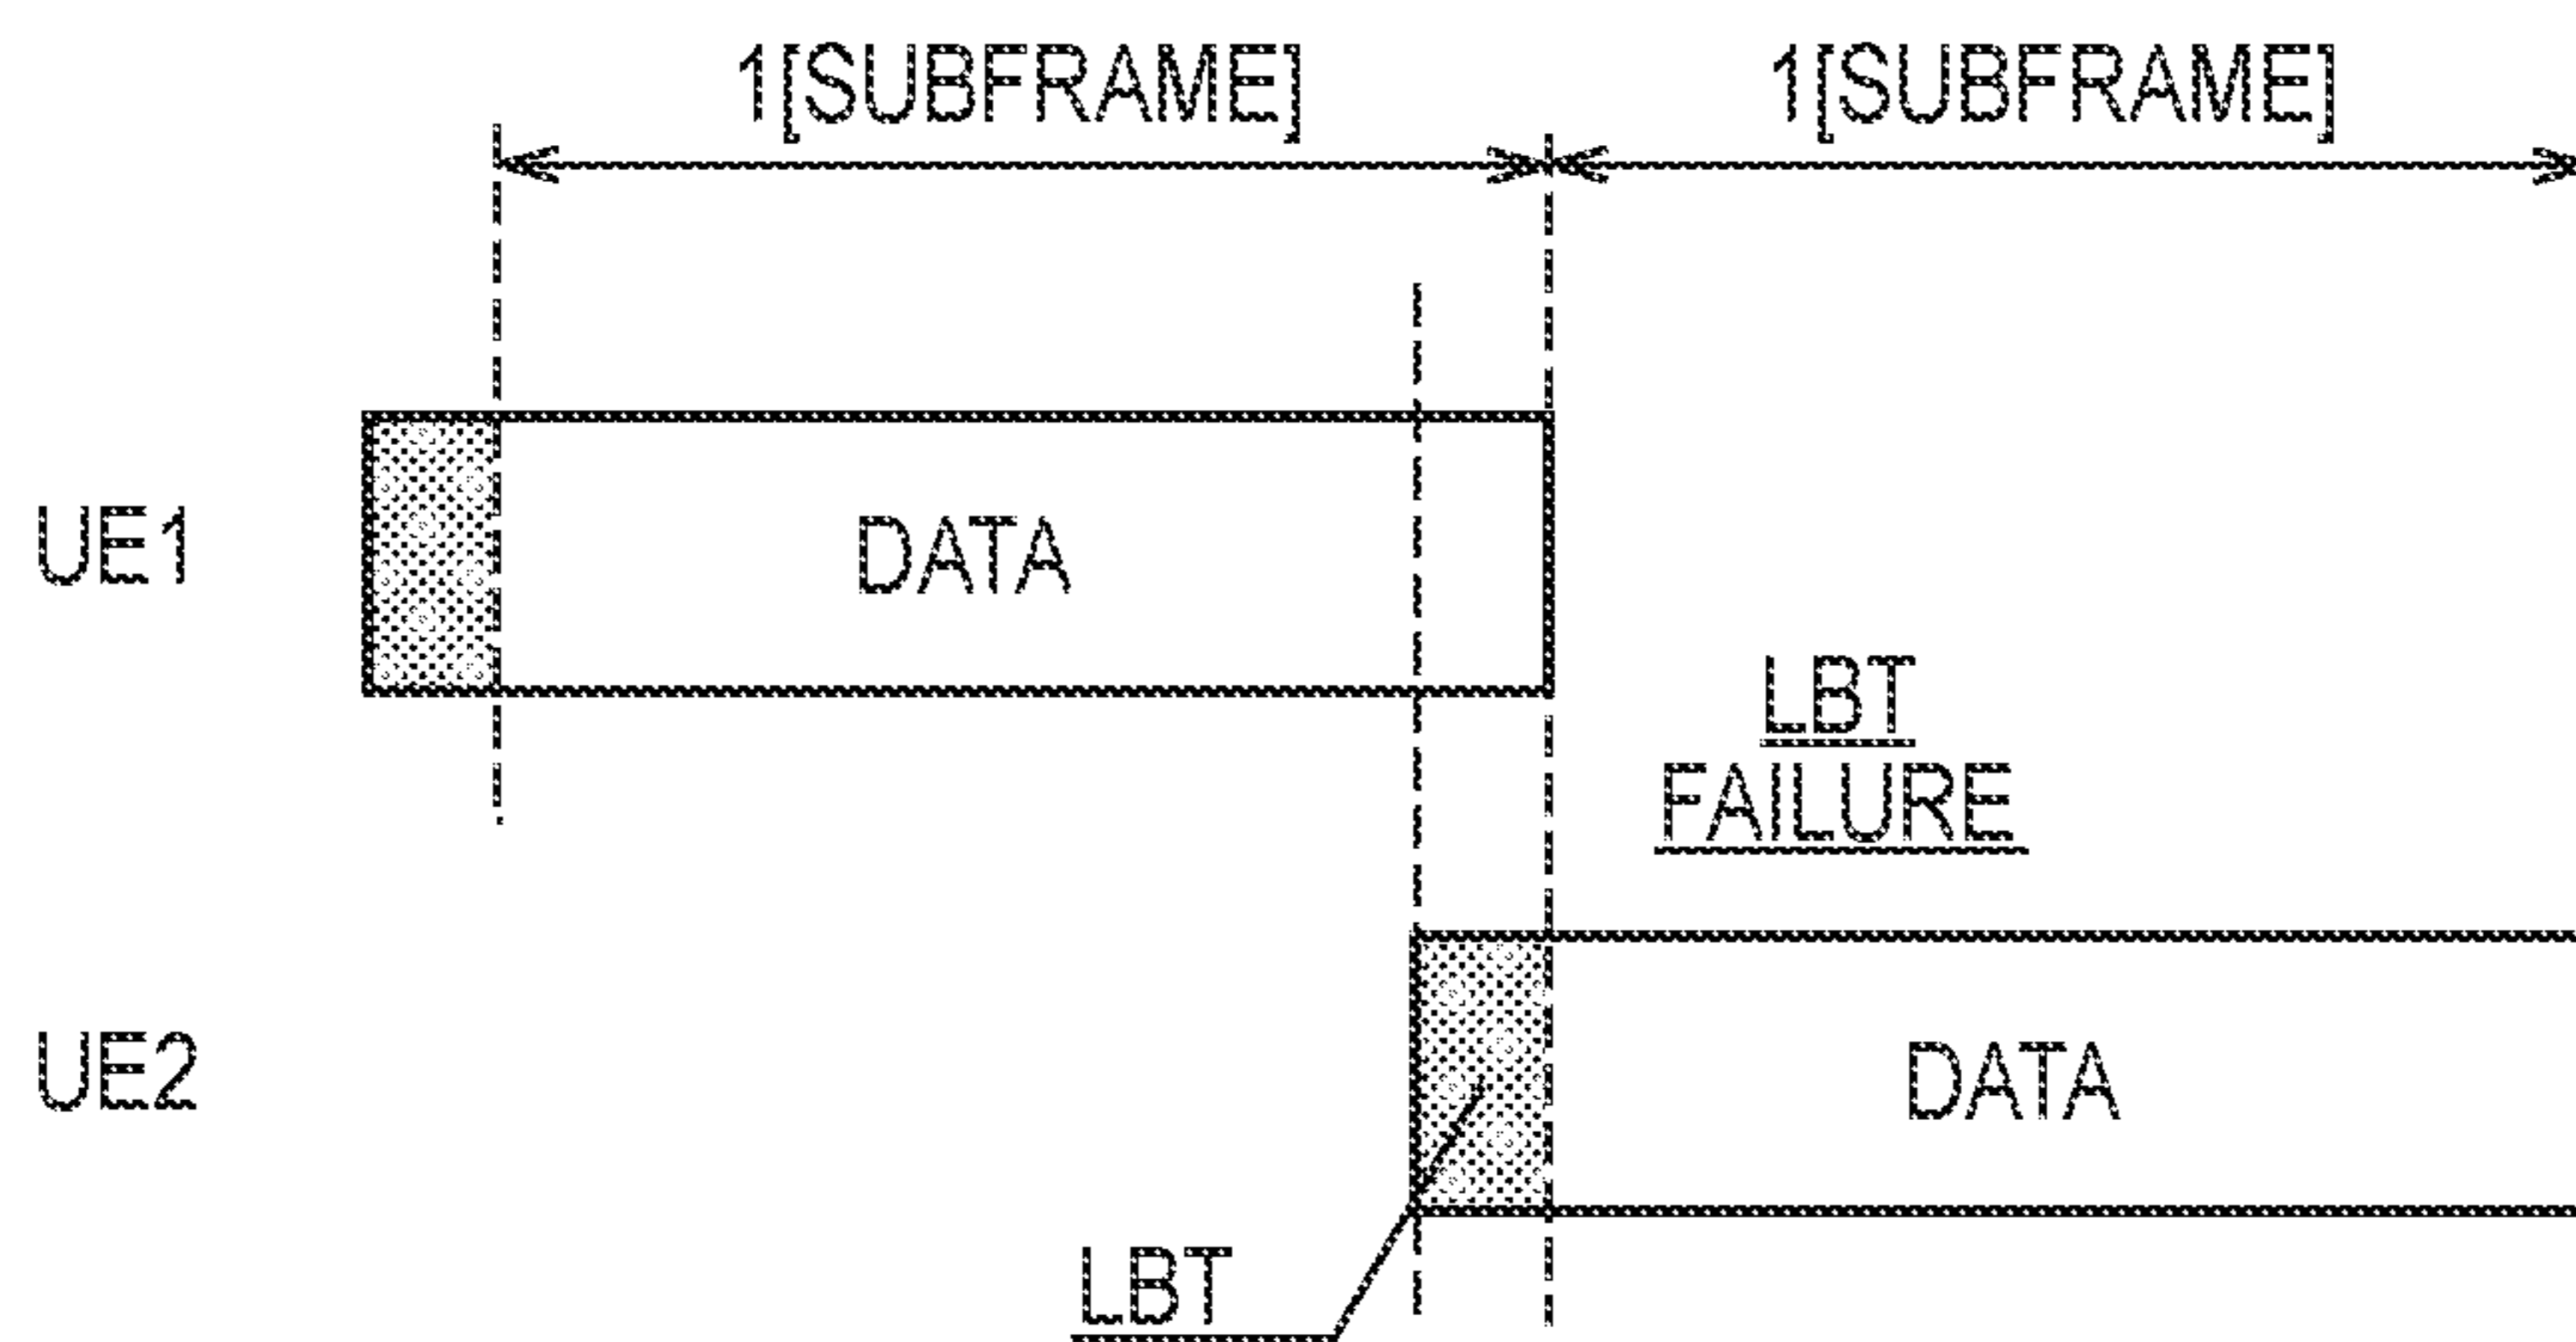 1[SUBFRAME] 1[SUBFRAME]
UE1 DATA
LBT
FAILURE
UE2 DATA
LBT